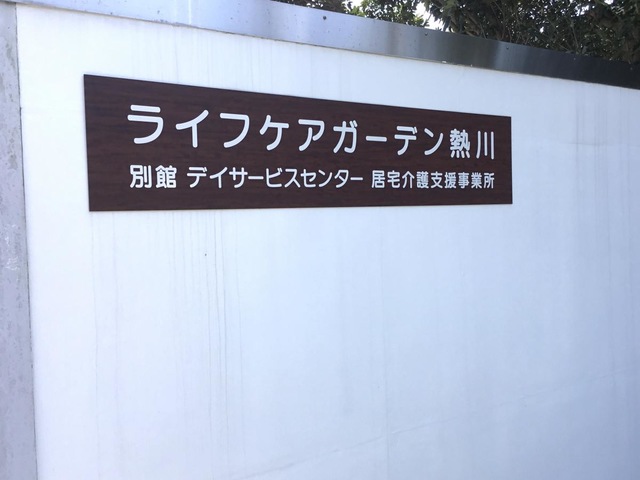 ライフケアガーデン熱川
別館 デイサービスセンター 居宅介護支援事業所